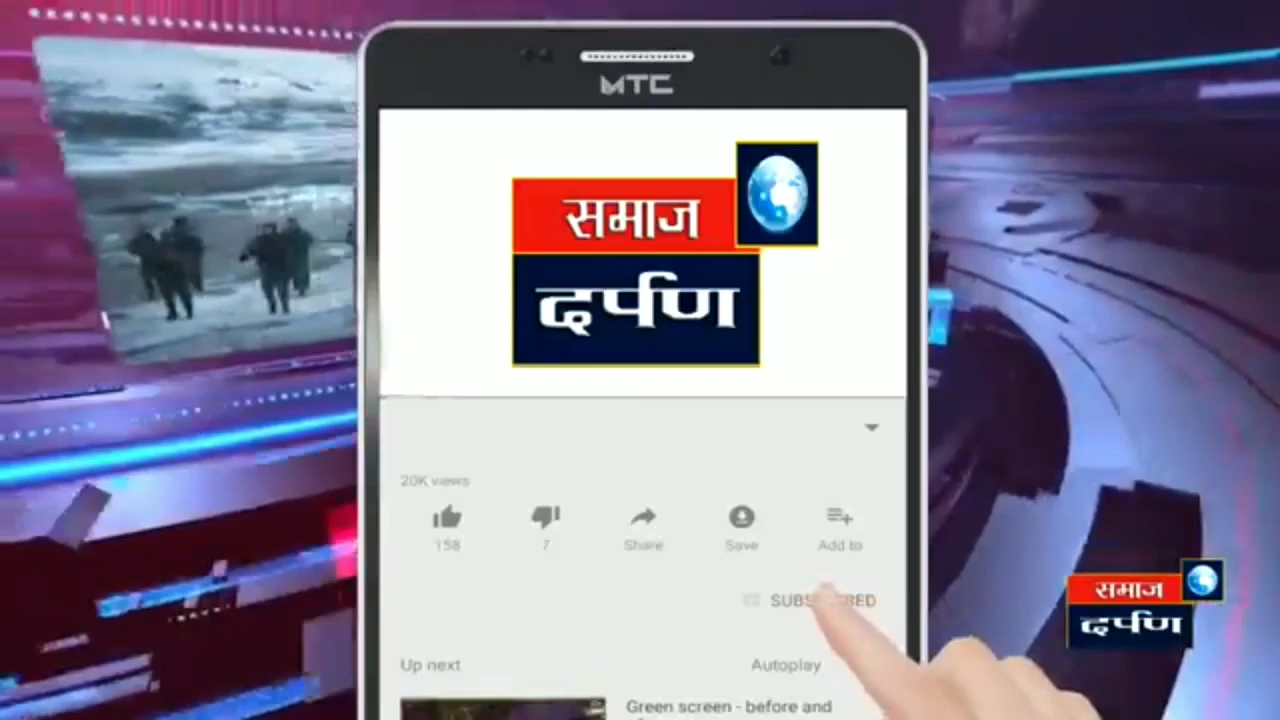 MTC
समाज
दर्पण
20K views
158
7
Share
Save
Add to
SUBSCRIBED
Up next
Autoplay
Green screen - before and
समाज
दर्पण